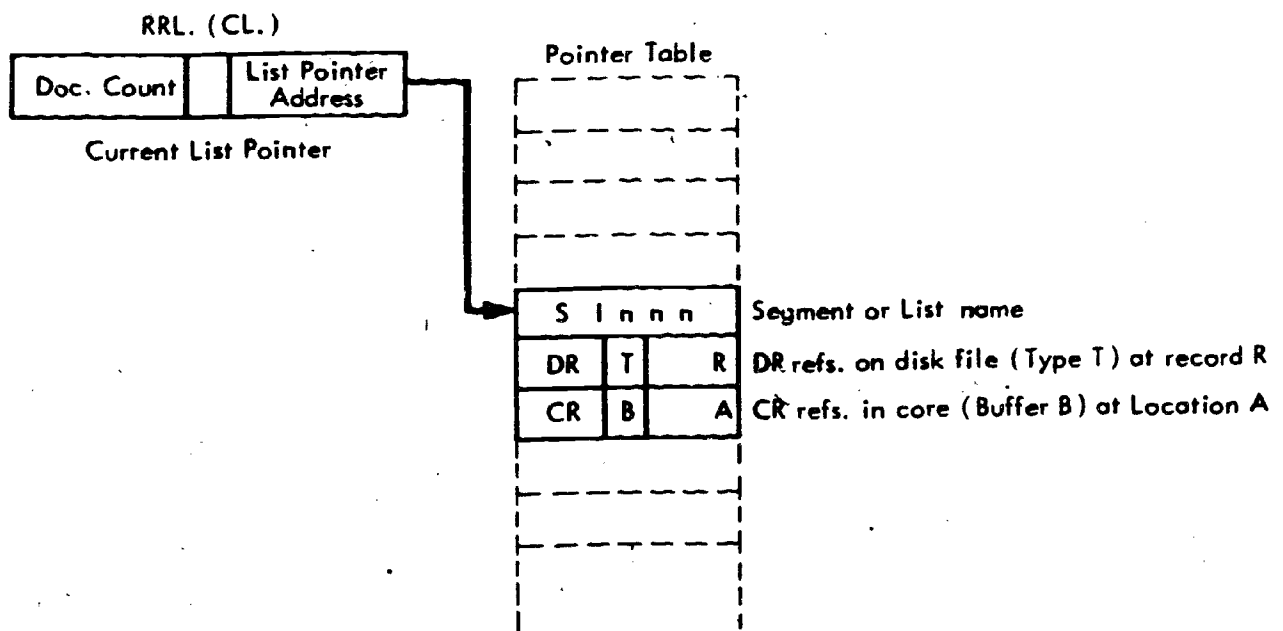 RRL. (CL.)
Doc. Count
List Pointer
Address
Current List Pointer
Pointer Table
S l n n n
Segment or List name
DR T R
DR refs. on disk file (Type T) at record R
CR B A
CR refs. in core (Buffer B) at Location A